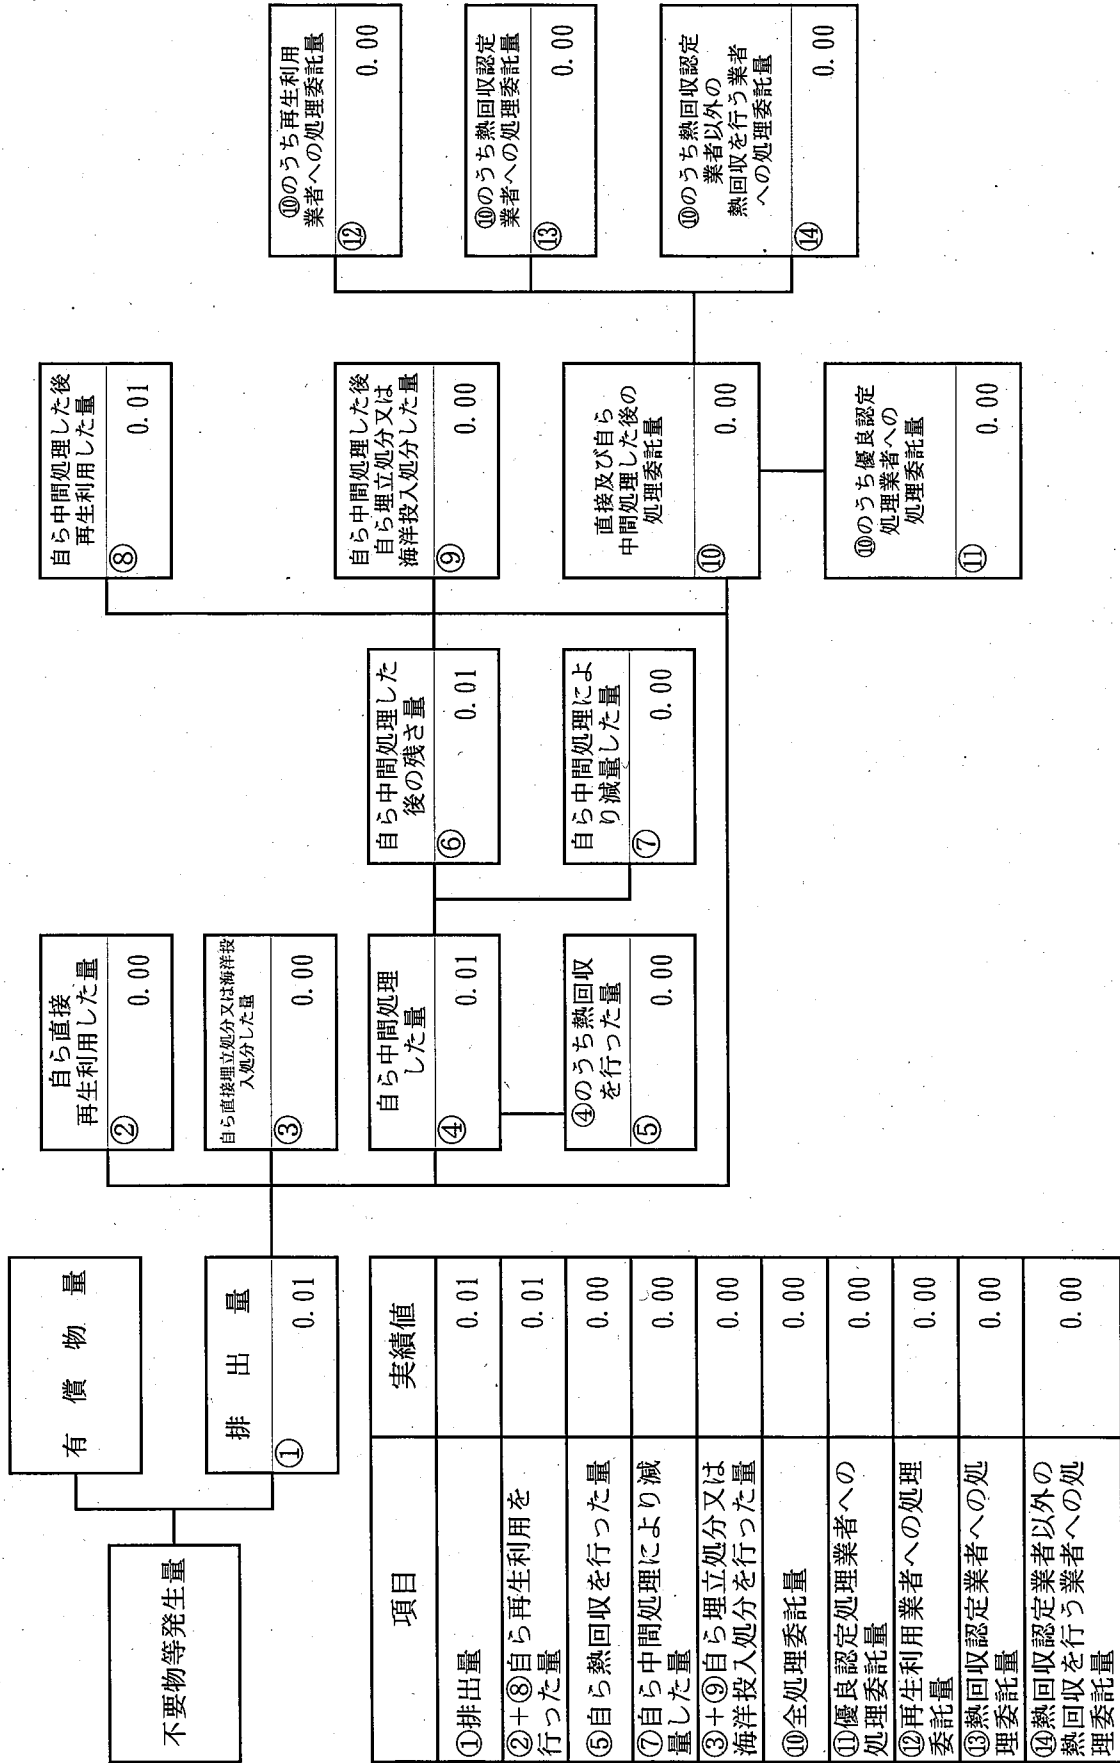 不要物等発生量
有償物量
排出量
①
0.01
自ら直接
再生利用した量
②
0.00
自ら直接埋立処分又は海洋投
入処分した量
③
0.00
自ら中間処理
した量
④
0.01
④のうち熱回収
を行った量
⑤
0.00
自ら中間処理した
後の残さ量
⑥
0.01
自ら中間処理によ
り減量した量
⑦
0.00
自ら中間処理した後
再生利用した量
⑧
0.01
自ら中間処理した後
自ら埋立処分又は
海洋投入処分した量
⑨
0.00
直接及び自ら
中間処理した後の
処理委託量
⑩
0.00
⑩のうち優良認定
処理業者への
処理委託量
⑪
0.00
⑩のうち再生利用
業者への処理委託量
⑫
0.00
⑩のうち熱回収認定
業者への処理委託量
⑬
0.00
⑩のうち熱回収認定
業者以外の
熱回収を行う業者
への処理委託量
⑭
0.00
項目
実績値
①排出量
0.01
②＋⑧自ら再生利用を
行った量
0.01
⑤自ら熱回収を行った量
0.00
⑦自ら中間処理により減
量した量
0.00
③＋⑨自ら埋立処分又は
海洋投入処分を行った量
0.00
⑩全処理委託量
0.00
⑪優良認定処理業者への
処理委託量
0.00
⑫再生利用業者への処理
委託量
0.00
⑬熱回収認定業者への処
理委託量
0.00
⑭熱回収認定業者以外の
熱回収を行う業者への処
理委託量
0.00